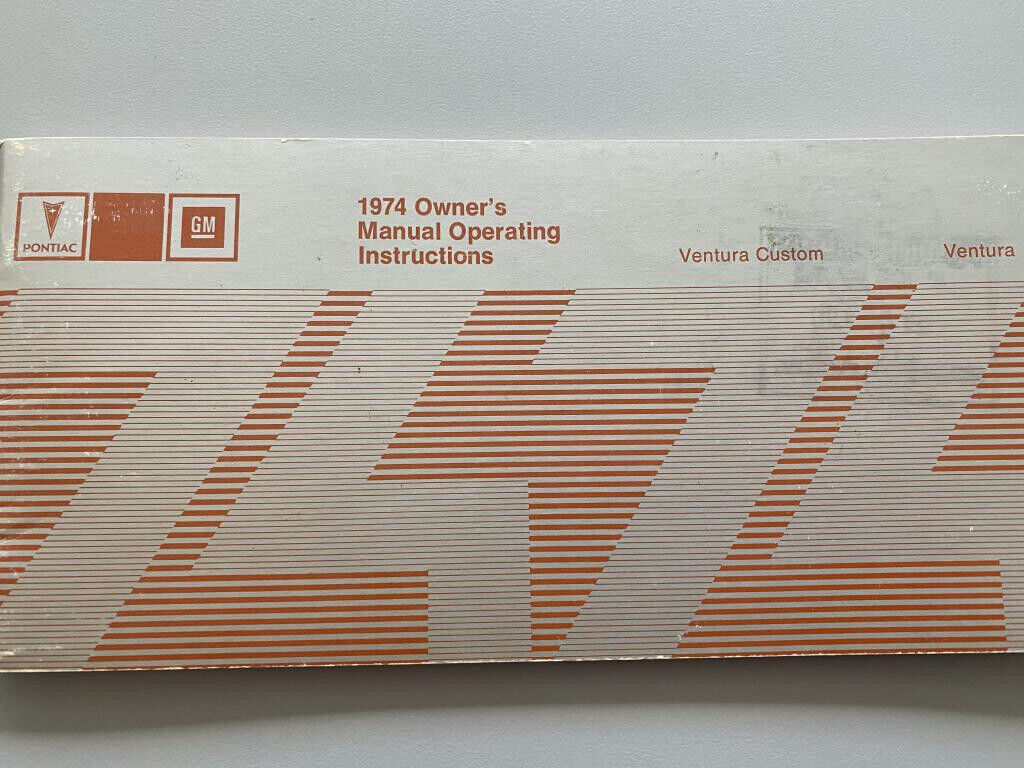 PONTIAC
GM
1974 Owner's
Manual Operating
Instructions
Ventura Custom
Ventura